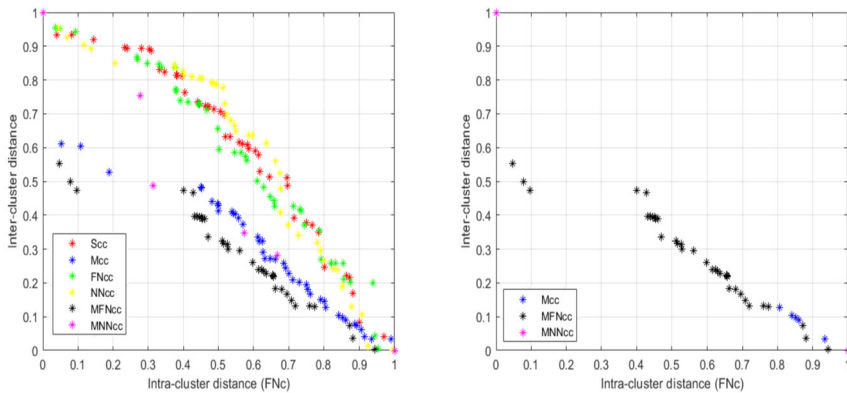 1
0.9
0.8
0.7
0.6
0.5
0.4
0.3
0.2
0.1
0
Inter-cluster distance
Scc
Mcc
FNcc
NNcc
MFNcc
MNNcc
0 0.1 0.2 0.3 0.4 0.5 0.6 0.7 0.8 0.9 1
Intra-cluster distance (FNc)
1
0.9
0.8
0.7
0.6
0.5
0.4
0.3
0.2
0.1
0
Inter-cluster distance
Mcc
MFNcc
MNNcc
0 0.1 0.2 0.3 0.4 0.5 0.6 0.7 0.8 0.9 1
Intra-cluster distance (FNc)